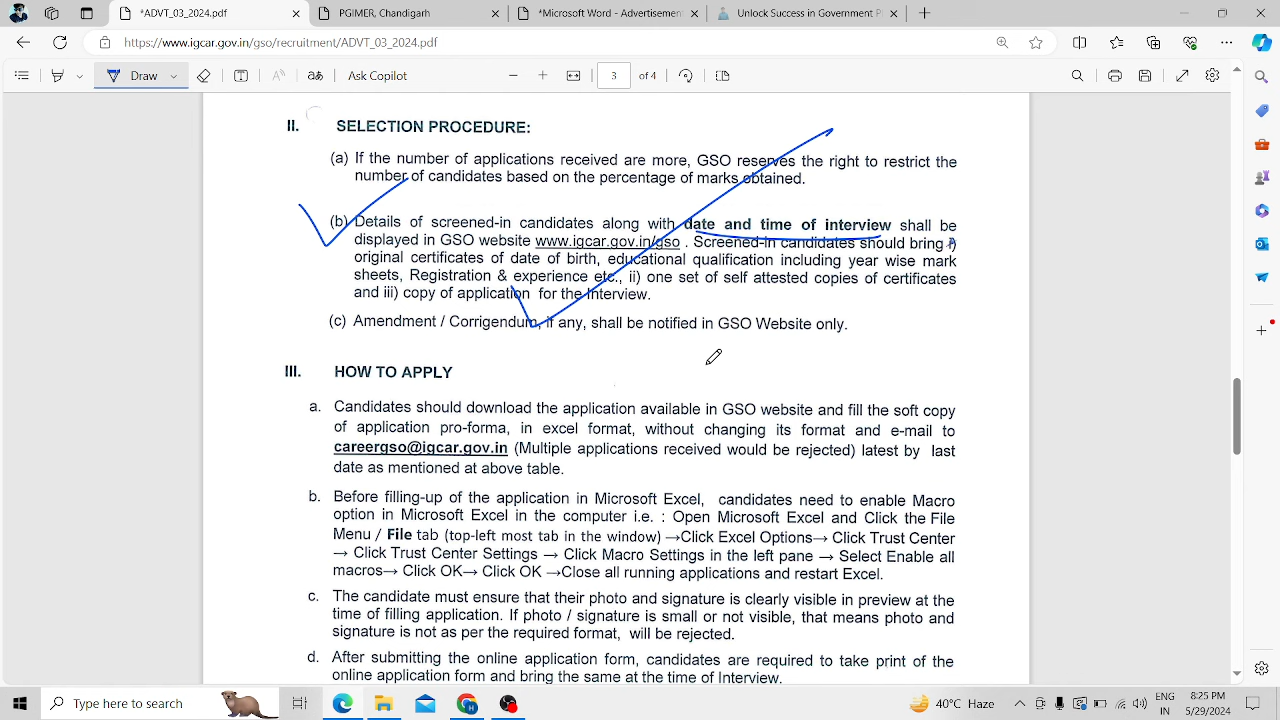 *ADVT_03_2024.pdf
PGIMER, Chandigarh
*Microsoft Word - Advertisement
Unlock Success in Government P
https://www.igcar.gov.in/gso/recruitment/ADVT_03_2024.pdf
Draw
Ask Copilot
3 of 4
II. SELECTION PROCEDURE:
(a) If the number of applications received are more, GSO reserves the right to restrict the
number of candidates based on the percentage of marks obtained.
(b) Details of screened-in candidates along with date and time of interview shall be
displayed in GSO website www.igcar.gov.in/gso . Screened-in candidates should bring i)
original certificates of date of birth, educational qualification including year wise mark
sheets, Registration & experience etc., ii) one set of self attested copies of certificates
and iii) copy of application for the Interview.
(c) Amendment / Corrigendum, if any, shall be notified in GSO Website only.
III. HOW TO APPLY
a. Candidates should download the application available in GSO website and fill the soft copy
of application pro-forma, in excel format, without changing its format and e-mail to
careergso@igcar.gov.in (Multiple applications received would be rejected) latest by last
date as mentioned at above table.
b. Before filling-up of the application in Microsoft Excel, candidates need to enable Macro
option in Microsoft Excel in the computer i.e. : Open Microsoft Excel and Click the File
Menu / File tab (top-left most tab in the window) →Click Excel Options→ Click Trust Center
→ Click Trust Center Settings → Click Macro Settings in the left pane → Select Enable all
macros→ Click OK→ Click OK →Close all running applications and restart Excel.
c. The candidate must ensure that their photo and signature is clearly visible in preview at the
time of filling application. If photo / signature is small or not visible, that means photo and
signature is not as per the required format, will be rejected.
d. After submitting the online application form, candidates are required to take print of the
online application form and bring the same at the time of Interview.
Type here to search
40°C Haze
ENG
IN
8:25 PM
5/29/2024